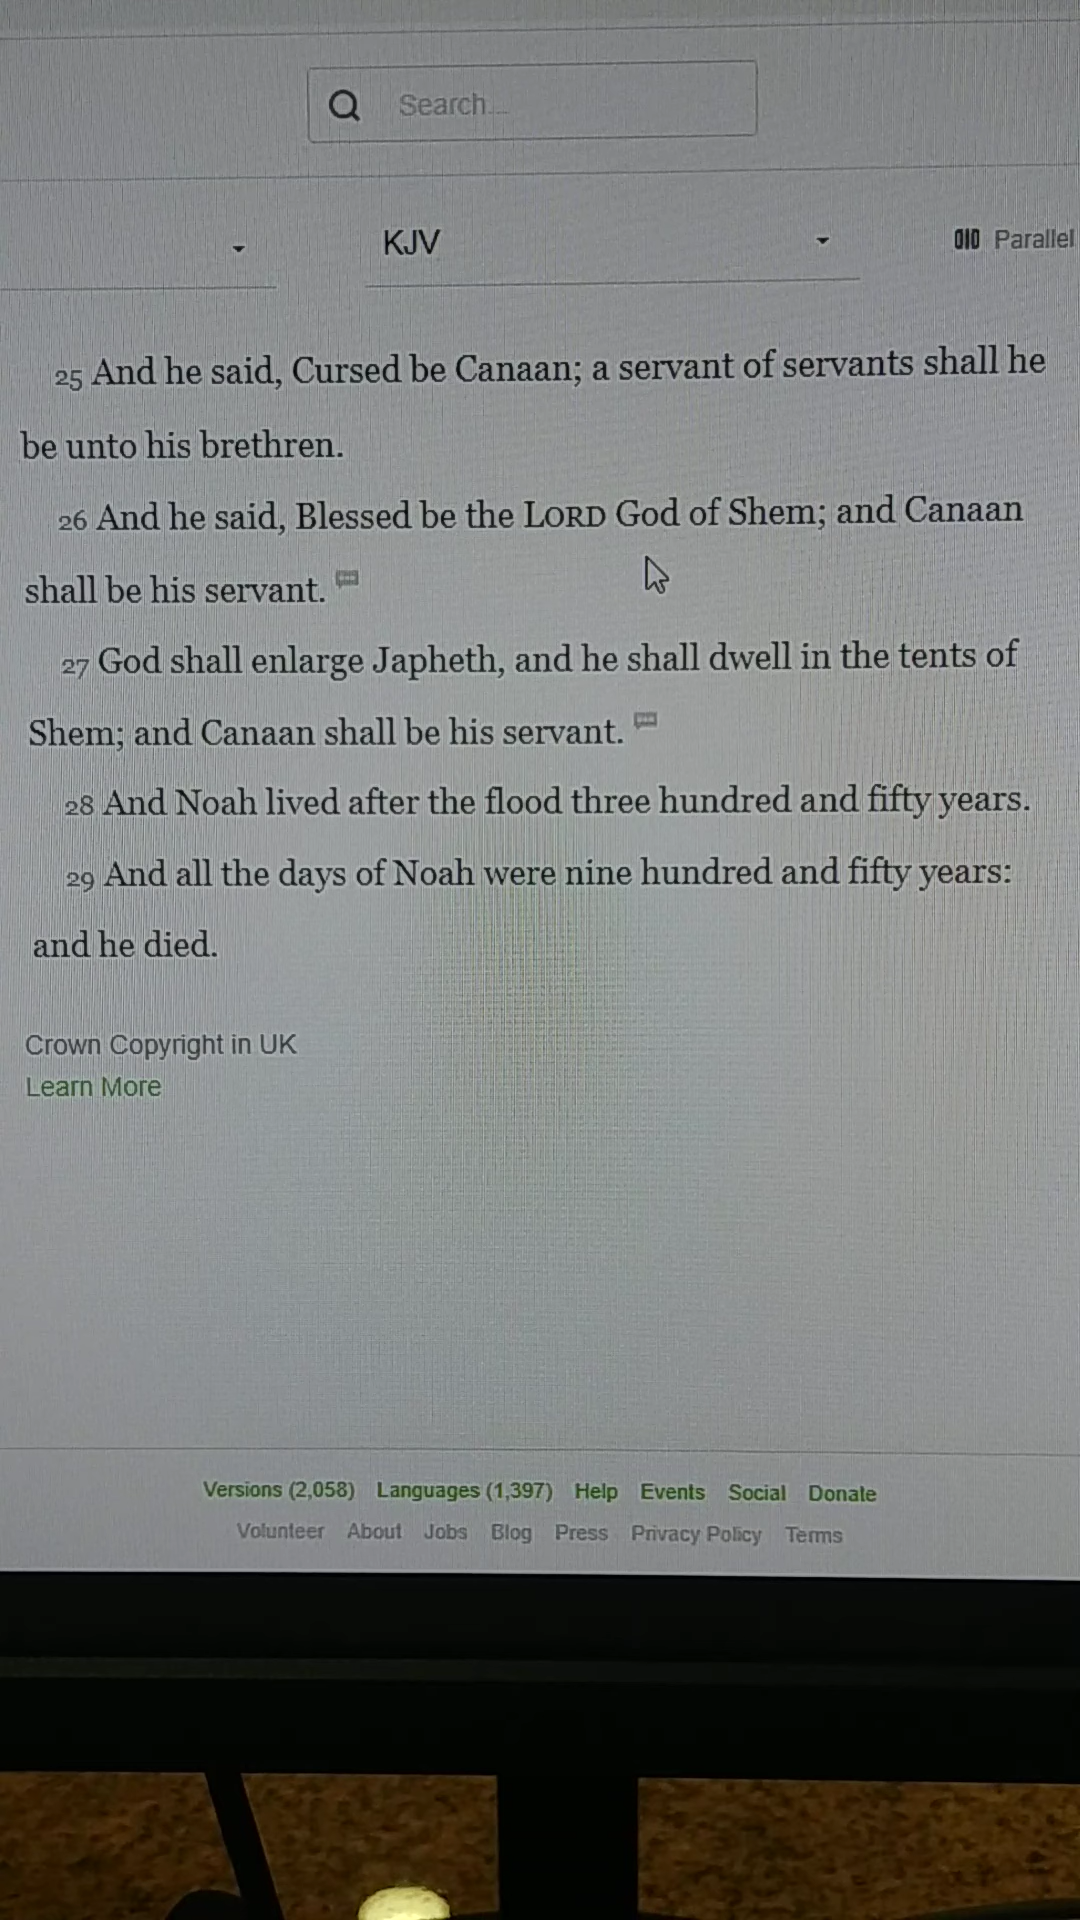 Search...
KJV
Parallel
25 And he said, Cursed be Canaan; a servant of servants shall he
be unto his brethren.
26 And he said, Blessed be the LORD God of Shem; and Canaan
shall be his servant.
27 God shall enlarge Japheth, and he shall dwell in the tents of
Shem; and Canaan shall be his servant.
28 And Noah lived after the flood three hundred and fifty years.
29 And all the days of Noah were nine hundred and fifty years:
and he died.
Crown Copyright in UK
Learn More
Versions (2,058) Languages (1,397) Help Events Social Donate
Volunteer About Jobs Blog Press Privacy Policy Terms